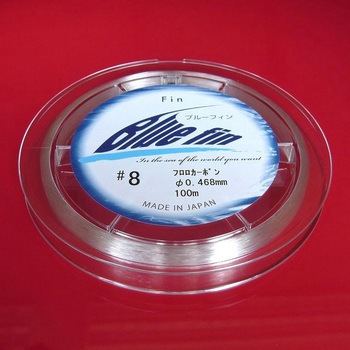 Fin
ブルーフィン
Blue fin
In the sea of the world you want
#8
フロロカーボン
φ0.468mm
100m
MADE IN JAPAN